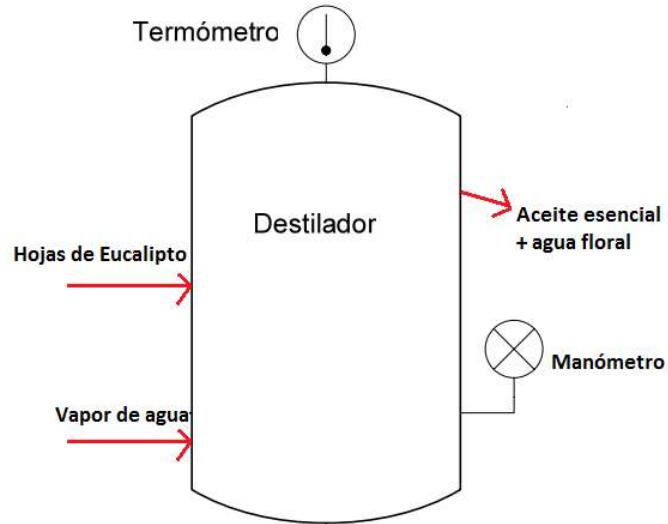 Termómetro
Destilador
Aceite esencial
+ agua floral
Hojas de Eucalipto
Manómetro
Vapor de agua